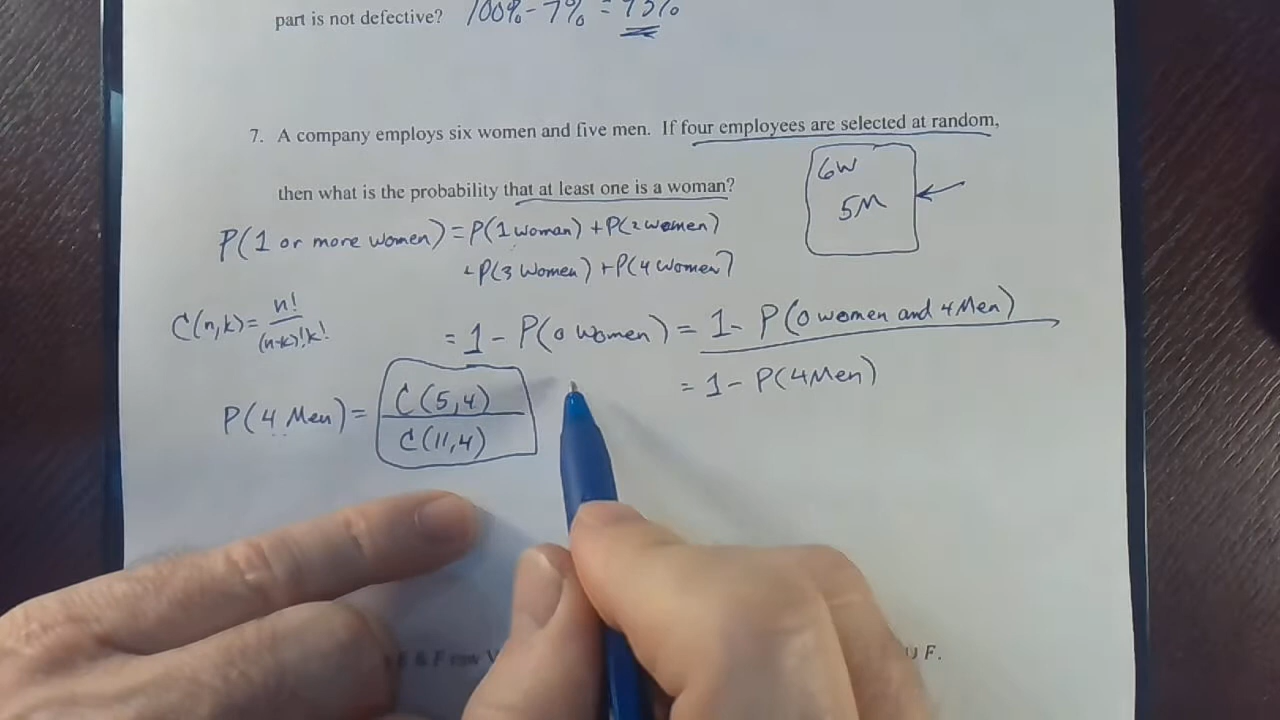 part is not defective? 100% - 7% = 93%
7. A company employs six women and five men. If four employees are selected at random,
then what is the probability that at least one is a woman?
6W
5M
P(1 or more women) = P(1 woman) + P(2 women)
+ P(3 women) + P(4 women)
C(n,k) = n! / (n-k)!k!
= 1 - P(0 women) = 1 - P(0 women and 4 Men)
= 1 - P(4 Men)
P(4 Men) = C(5,4) / C(11,4)
& F
∪ F.